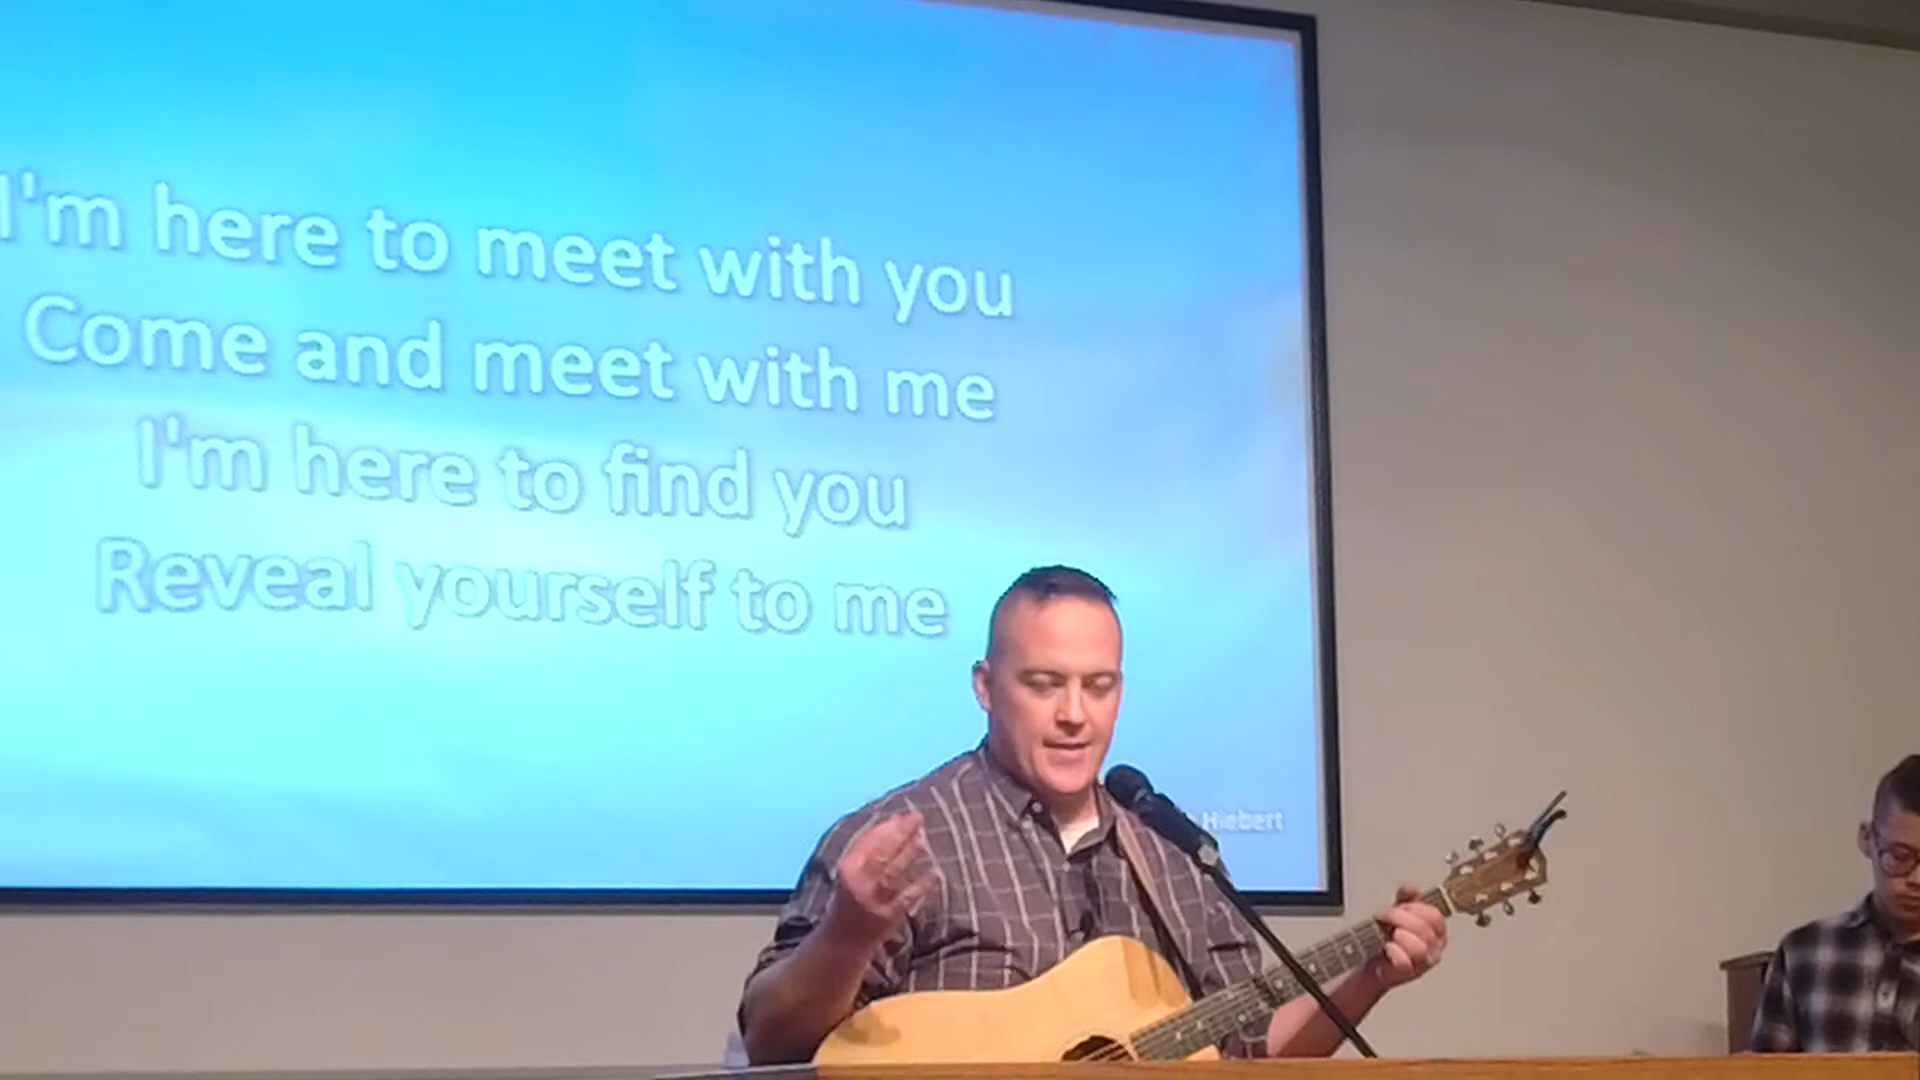 I'm here to meet with you
Come and meet with me
I'm here to find you
Reveal yourself to me
Hiebert